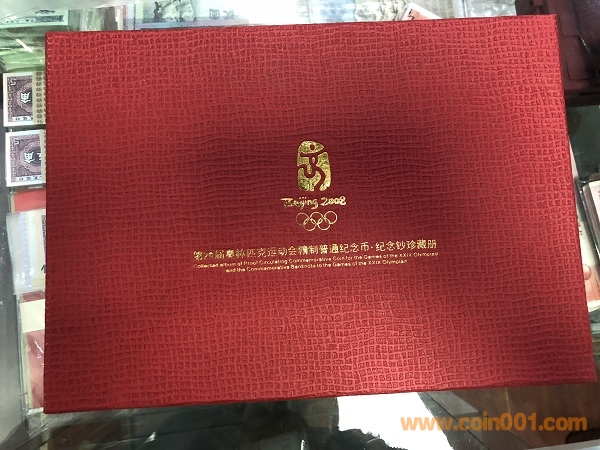 Beijing 2008
第29届奥林匹克运动会精制普通纪念币·纪念钞珍藏册
Collected album of Proof Circulating Commemorative Coin for the Games of the XXIX Olympiad
and the Commemorative Banknote to the Games of the XXIX Olympiad
www.coin001.com